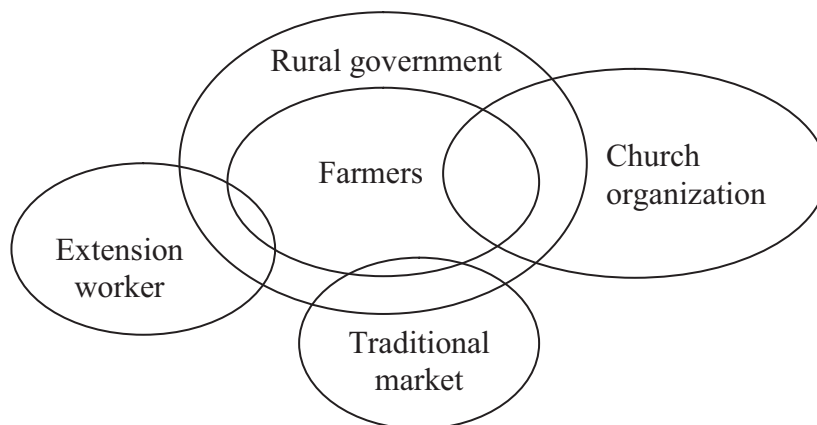 Rural government
Farmers
Church
organization
Extension
worker
Traditional
market